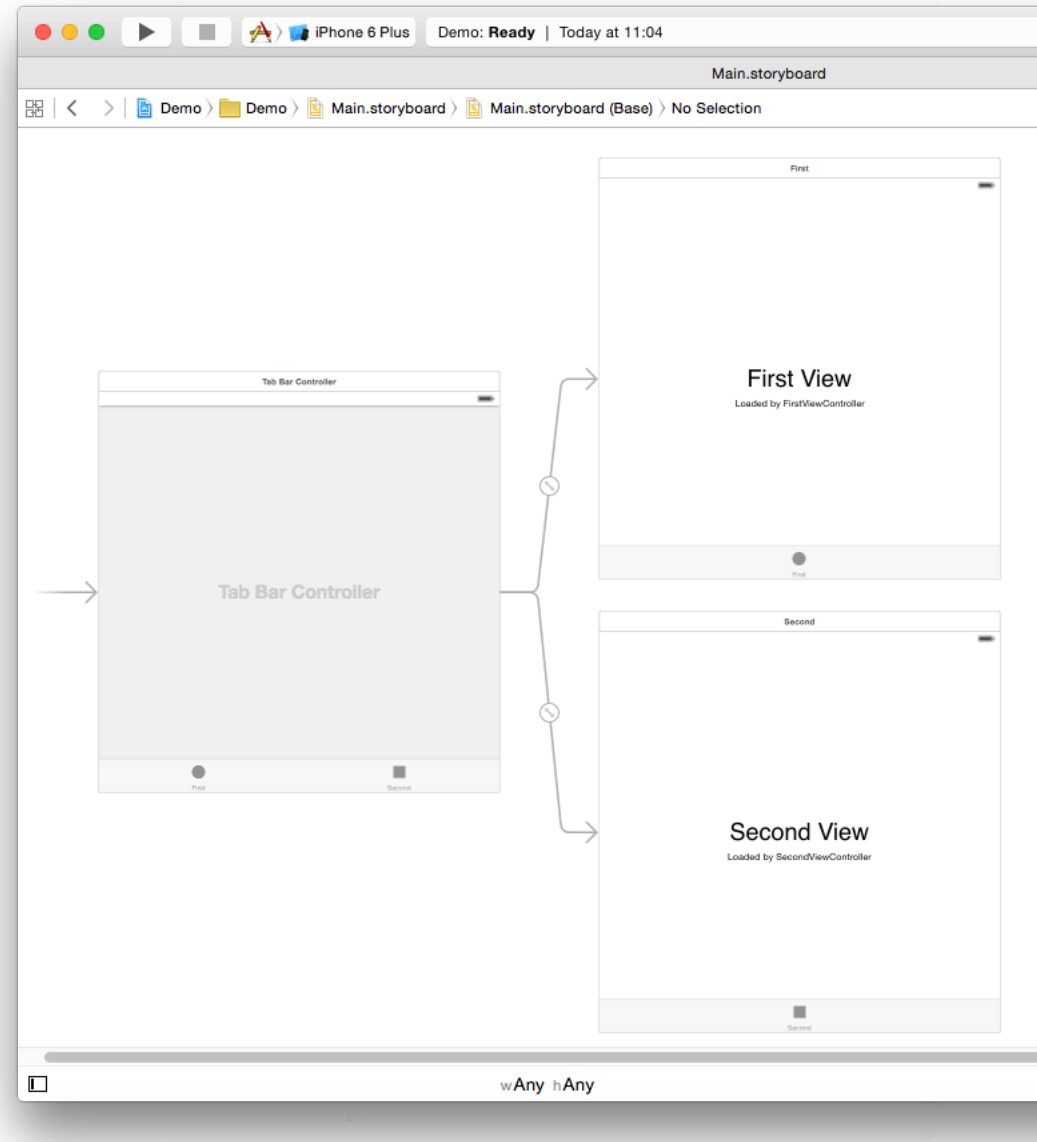 iPhone 6 Plus
Demo: Ready | Today at 11:04
Main.storyboard
Demo
Demo
Main.storyboard
Main.storyboard (Base)
No Selection
First
First View
Loaded by FirstViewController
First
Tab Bar Controller
Tab Bar Controller
First
Second
Second
Second View
Loaded by SecondViewController
Second
wAny hAny